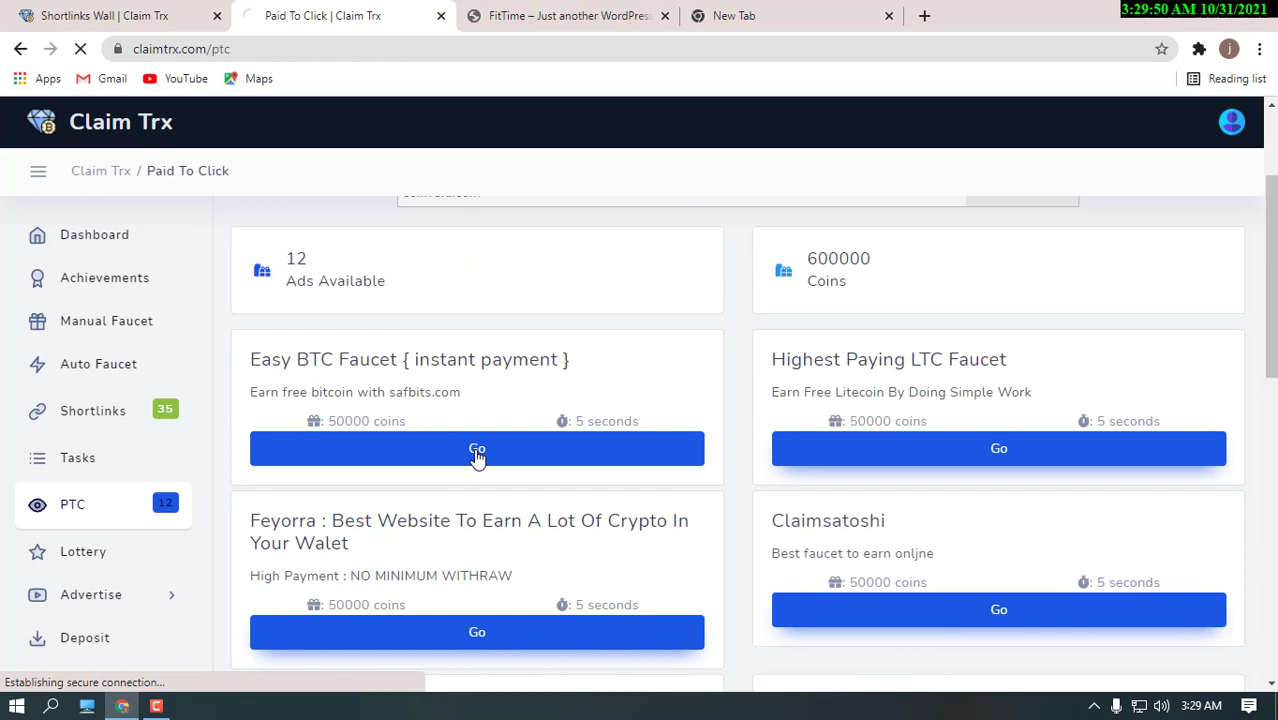 3:29:50 AM 10/31/2021
Shortlinks Wall | Claim Trx
Paid To Click | Claim Trx
FitTime – Just another WordPress
New Tab
claimtrx.com/ptc
j
Apps
Gmail
YouTube
Maps
Reading list
Claim Trx
Claim Trx / Paid To Click
Dashboard
Achievements
Manual Faucet
Auto Faucet
Shortlinks 35
Tasks
PTC 12
Lottery
Advertise
Deposit
12
Ads Available
600000
Coins
Easy BTC Faucet { instant payment }
Earn free bitcoin with safbits.com
: 50000 coins
: 5 seconds
Go
Highest Paying LTC Faucet
Earn Free Litecoin By Doing Simple Work
: 50000 coins
: 5 seconds
Go
Feyorra : Best Website To Earn A Lot Of Crypto In
Your Walet
High Payment : NO MINIMUM WITHRAW
: 50000 coins
: 5 seconds
Go
Claimsatoshi
Best faucet to earn onljne
: 50000 coins
: 5 seconds
Go
Establishing secure connection...
3:29 AM